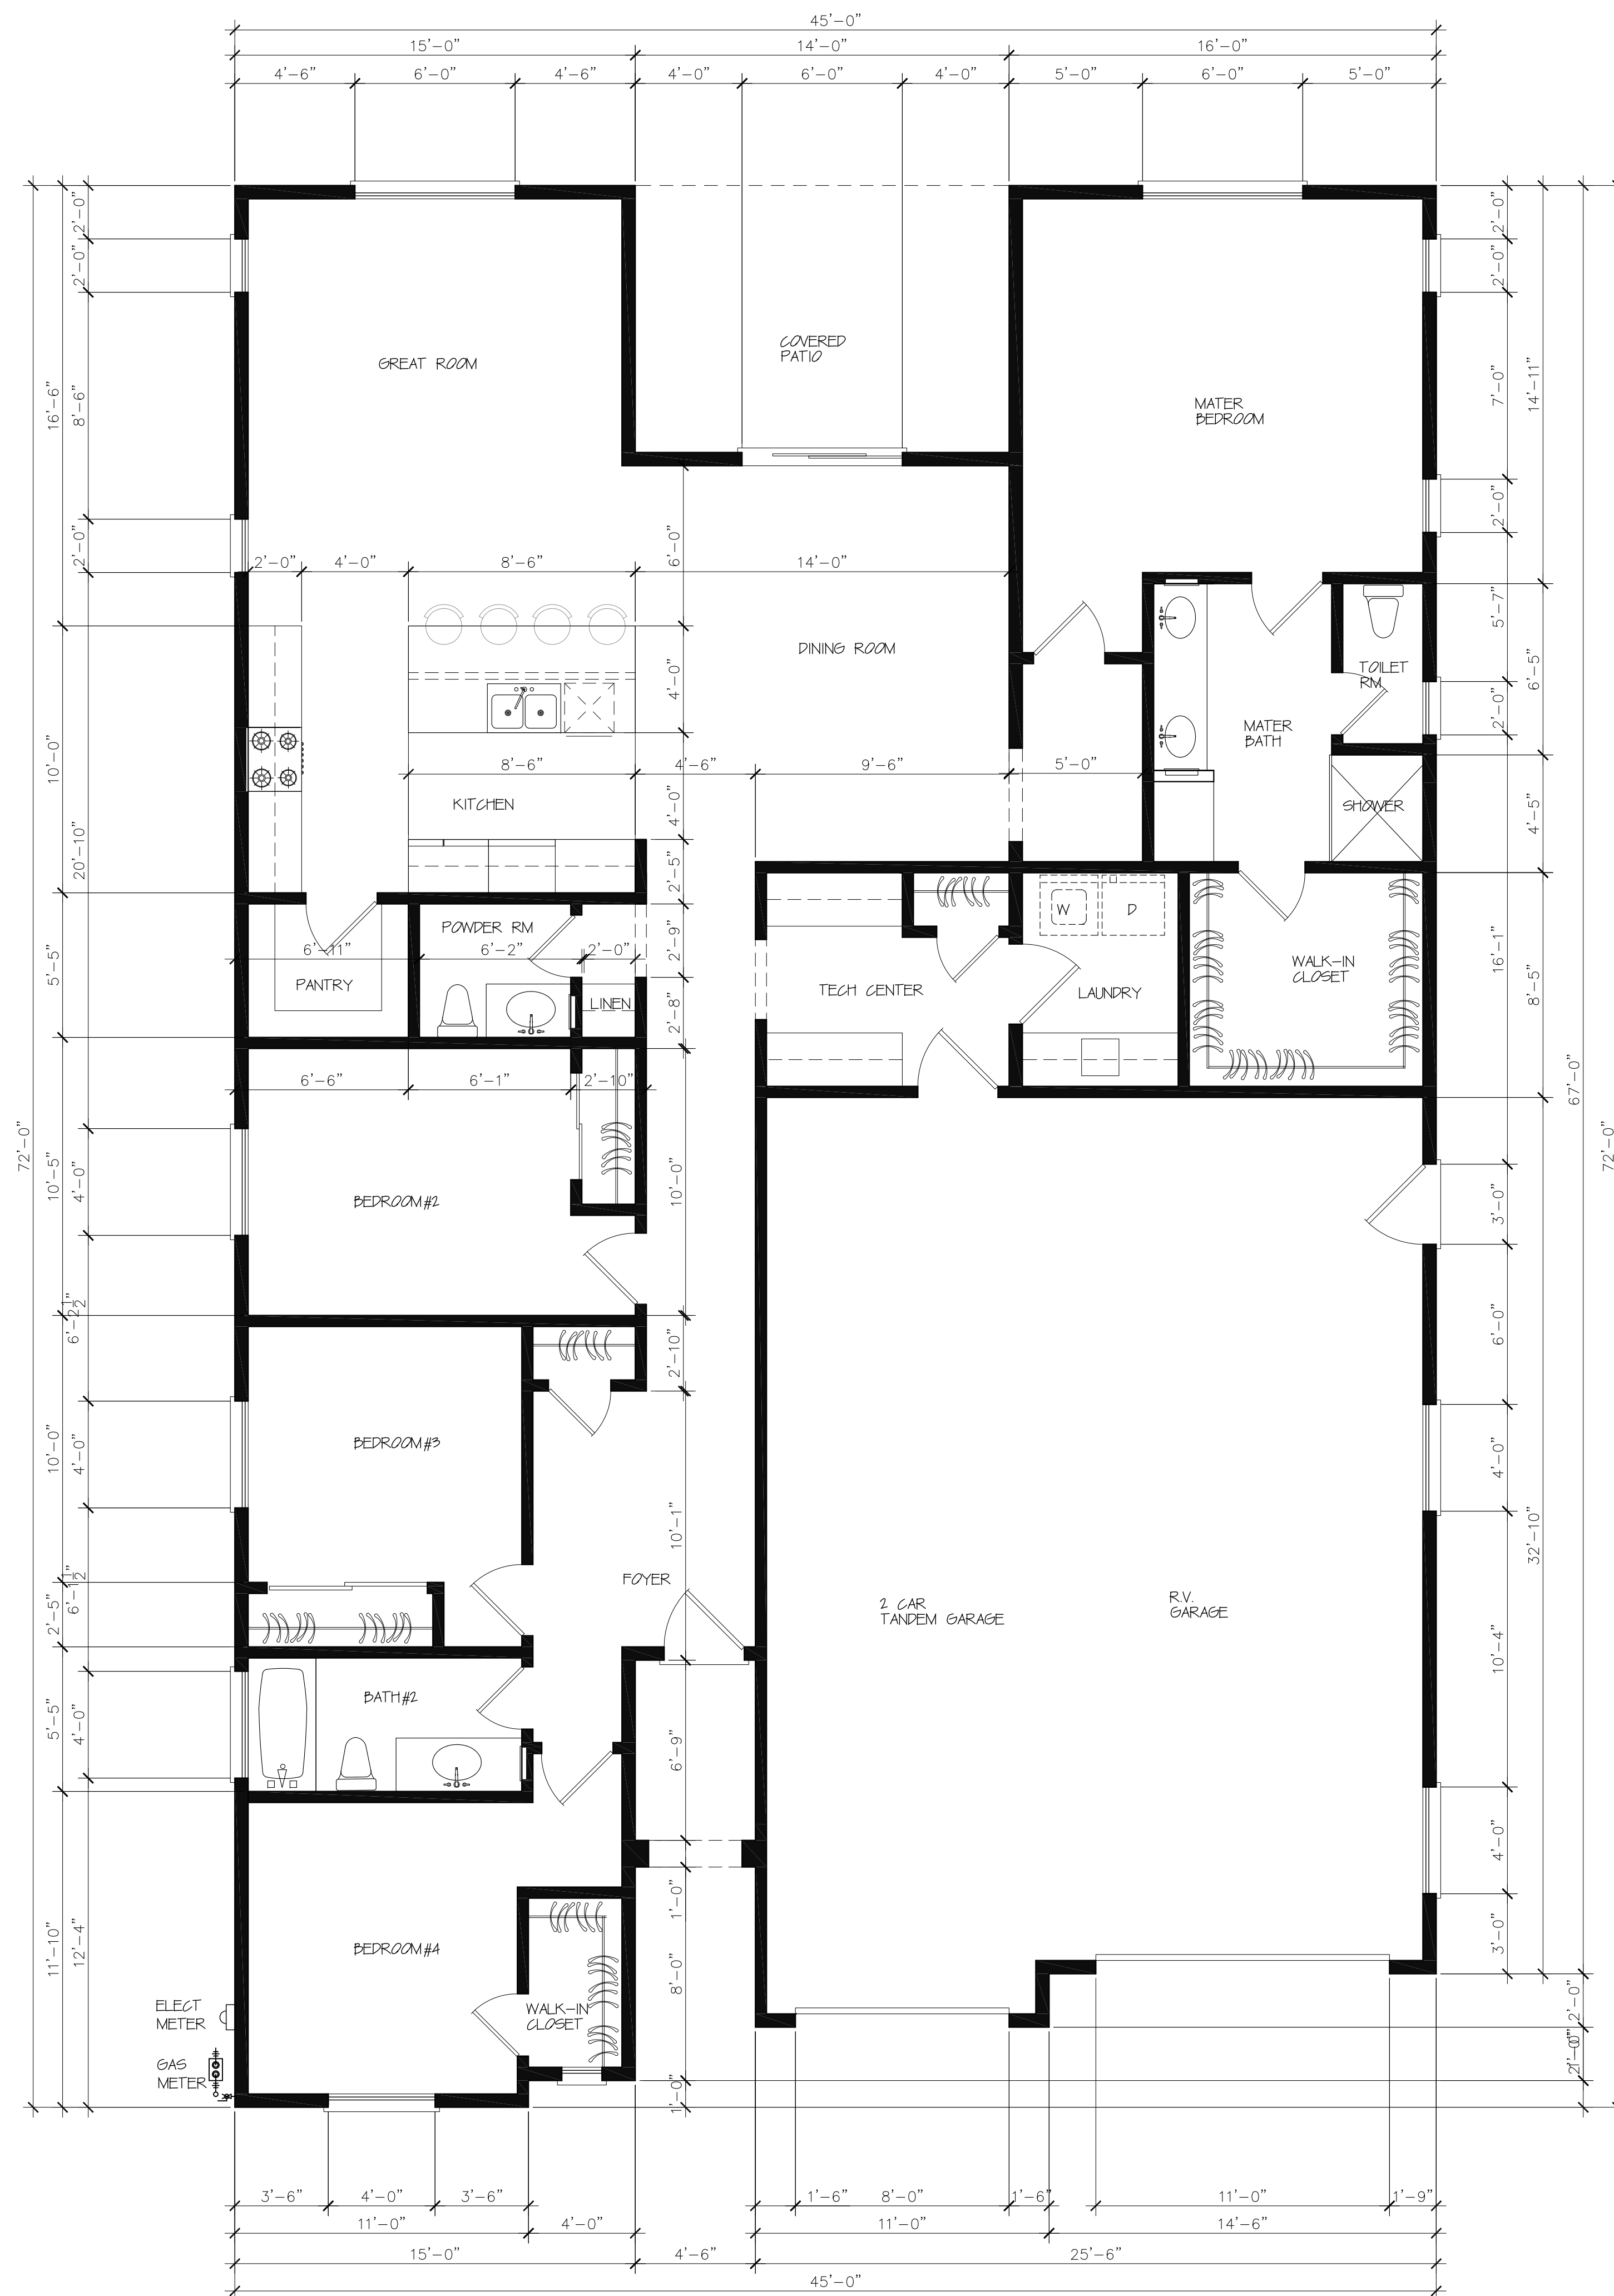 45'-0"
15'-0" 14'-0" 16'-0"
4'-6" 6'-0" 4'-6" 4'-0" 6'-0" 4'-0" 5'-0" 6'-0" 5'-0"
2'-0"
2'-0"
8'-6"
16'-6"
2'-0"
10'-0"
20'-10"
5'-5"
72'-0"
10'-5"
4'-0"
6'-2 1/2"
10'-0"
4'-0"
6'-1 1/2"
2'-5"
5'-5"
4'-0"
11'-10"
12'-4"
GREAT ROOM
COVERED
PATIO
MATER
BEDROOM
2'-0" 4'-0" 8'-6" 14'-0"
6'-0"
DINING ROOM
4'-0"
TOILET
RM
MATER
BATH
8'-6" 4'-6" 9'-6" 5'-0"
KITCHEN
4'-0"
SHOWER
2'-5"
POWDER RM
W D
6'-11" 6'-2" 2'-0"
2'-9"
PANTRY
LINEN
2'-8"
TECH CENTER
LAUNDRY
WALK-IN
CLOSET
6'-6" 6'-1" 2'-10"
BEDROOM#2
10'-0"
2'-10"
BEDROOM#3
10'-1"
FOYER
2 CAR
TANDEM GARAGE
R.V.
GARAGE
BATH#2
6'-9"
1'-0"
BEDROOM#4
8'-0"
WALK-IN
CLOSET
1'-0"
ELECT
METER
GAS
METER
2'-0"
2'-0"
7'-0"
14'-11"
2'-0"
5'-7"
6'-5"
2'-0"
4'-5"
16'-1"
8'-5"
67'-0"
72'-0"
3'-0"
6'-0"
4'-0"
32'-10"
10'-4"
4'-0"
3'-0"
2'-0"
3'-6" 4'-0" 3'-6" 1'-6" 8'-0" 1'-6" 11'-0" 1'-9"
11'-0" 4'-0" 11'-0" 14'-6"
15'-0" 4'-6" 25'-6"
45'-0"